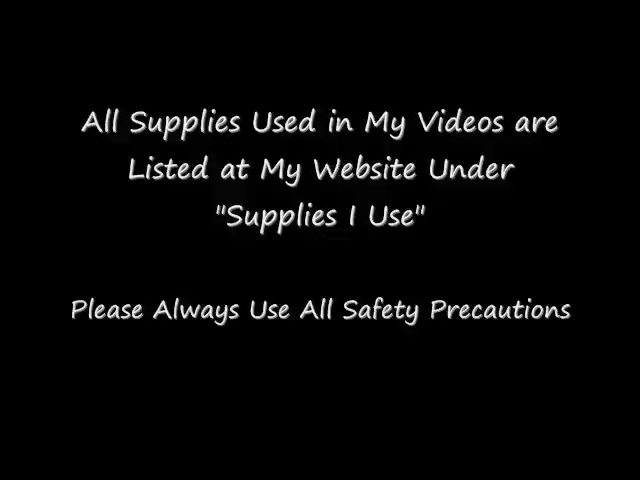 All Supplies Used in My Videos are
Listed at My Website Under
"Supplies I Use"
Please Always Use All Safety Precautions